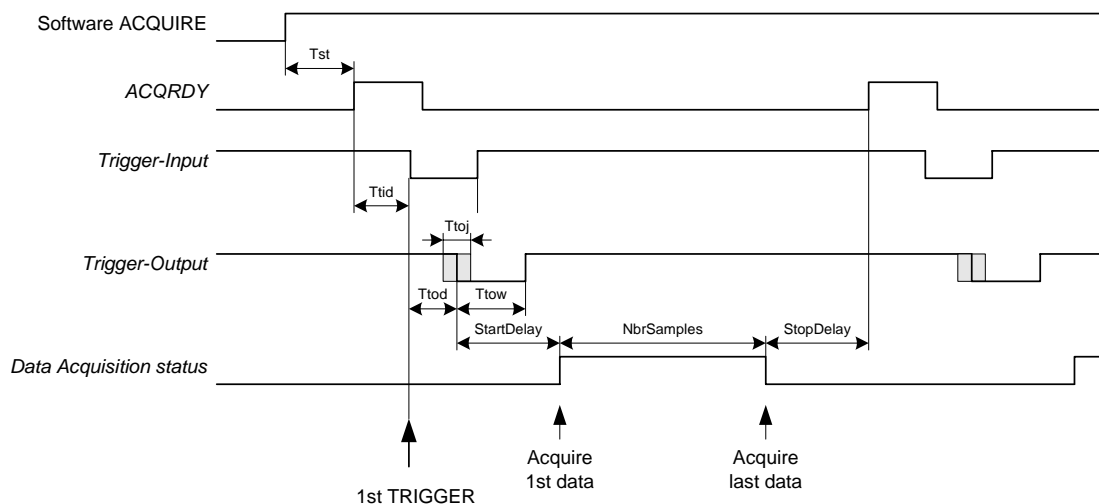 Software ACQUIRE
Tst
ACQRDY
Trigger-Input
Ttid
Ttoj
Trigger-Output
Ttod
Ttow
StartDelay
NbrSamples
StopDelay
Data Acquisition status
1st TRIGGER
Acquire
1st data
Acquire
last data